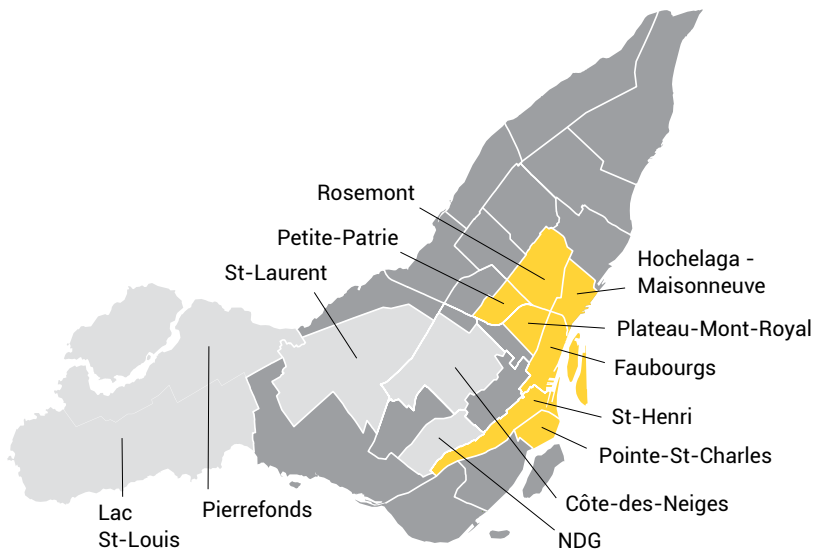 Rosemont
Petite-Patrie
St-Laurent
Hochelaga -
Maisonneuve
Plateau-Mont-Royal
Faubourgs
St-Henri
Pointe-St-Charles
Côte-des-Neiges
NDG
Pierrefonds
Lac
St-Louis